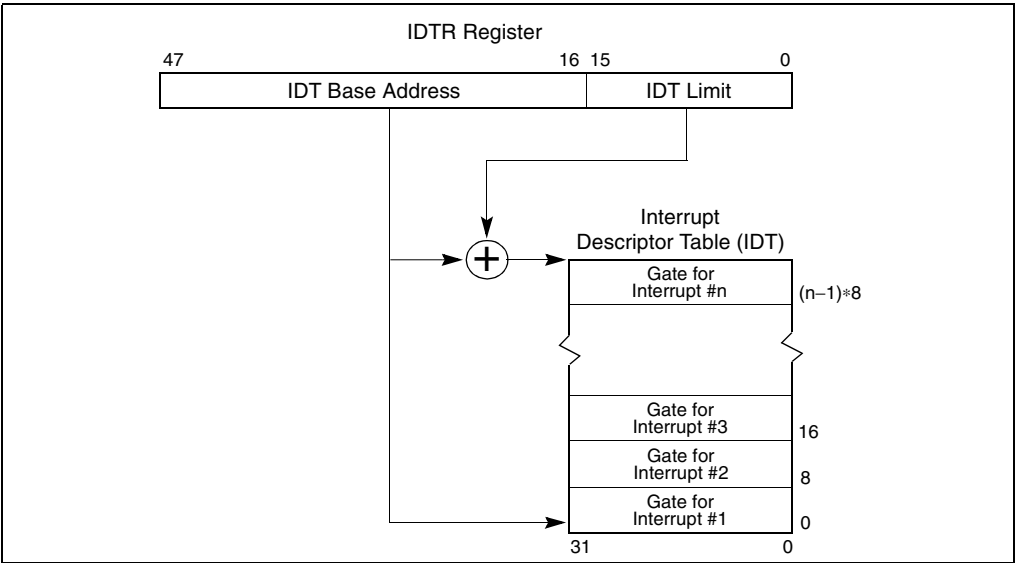 IDTR Register
47 16 15 0
IDT Base Address IDT Limit
+
Interrupt
Descriptor Table (IDT)
Gate for
Interrupt #n
(n–1)∗8
Gate for
Interrupt #3
16
Gate for
Interrupt #2
8
Gate for
Interrupt #1
0
31 0